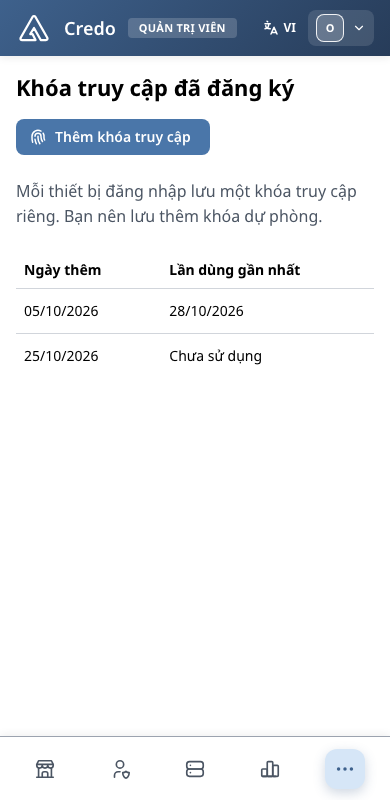 Credo
QUẢN TRỊ VIÊN
VI
O
Khóa truy cập đã đăng ký
Thêm khóa truy cập
Mỗi thiết bị đăng nhập lưu một khóa truy cập
riêng. Bạn nên lưu thêm khóa dự phòng.
Ngày thêm Lần dùng gần nhất
05/10/2026 28/10/2026
25/10/2026 Chưa sử dụng